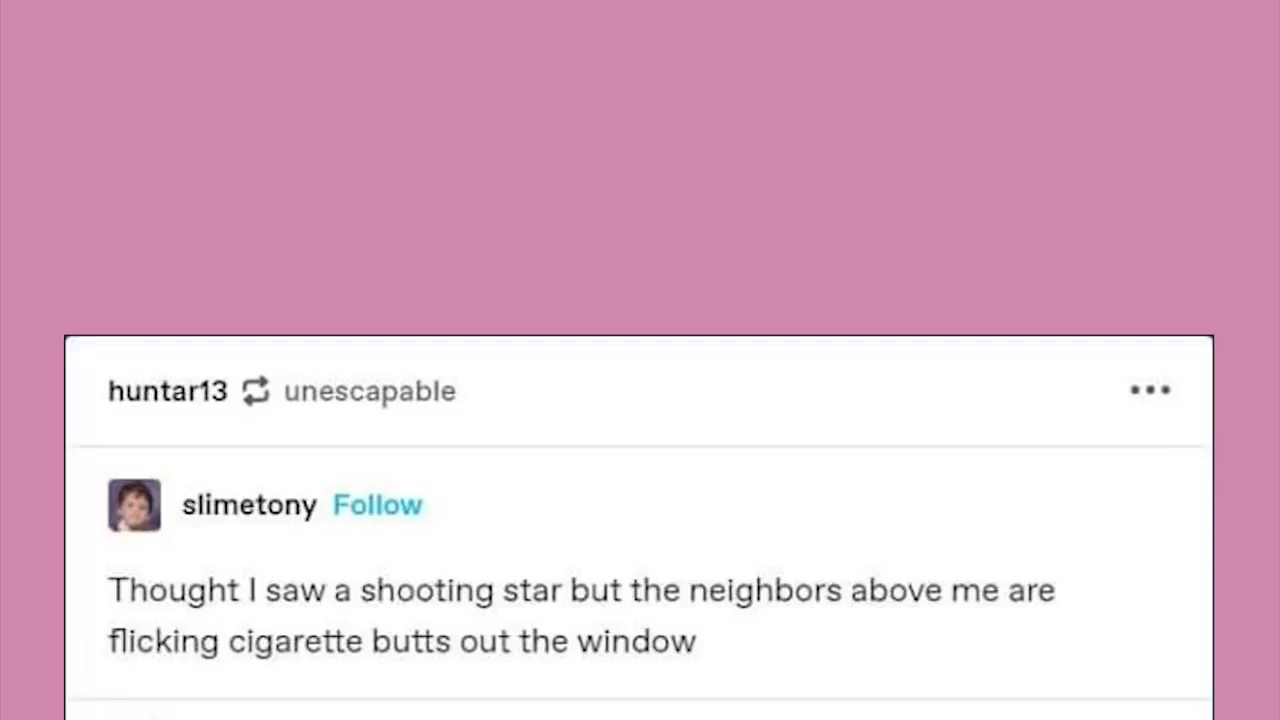 huntar13 unescapable
slimetony Follow
Thought I saw a shooting star but the neighbors above me are
flicking cigarette butts out the window